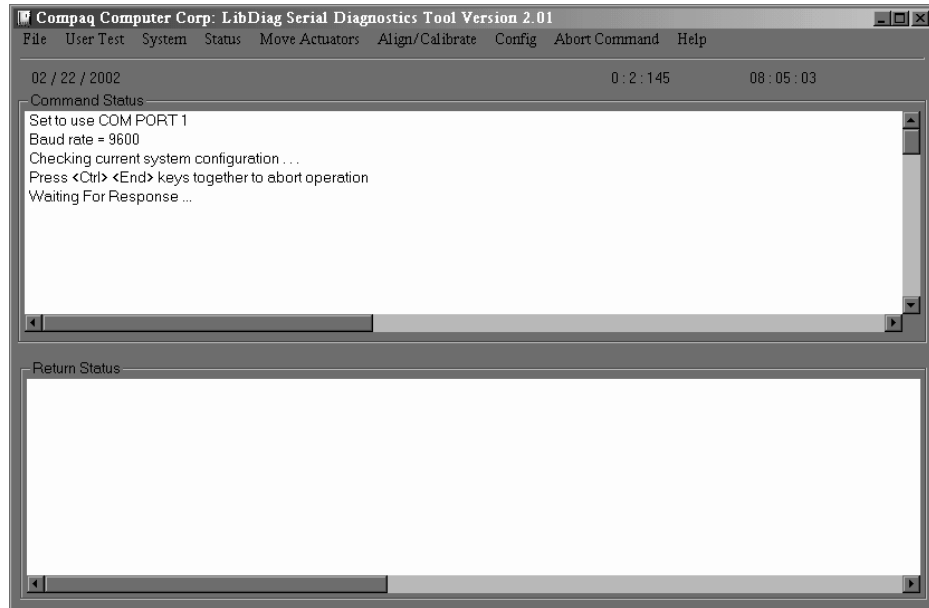 Compaq Computer Corp: LibDiag Serial Diagnostics Tool Version 2.01
File User Test System Status Move Actuators Align/Calibrate Config Abort Command Help
02 / 22 / 2002 0 : 2 : 145 08 : 05 : 03
Command Status
Set to use COM PORT 1
Baud rate = 9600
Checking current system configuration . . .
Press <Ctrl> <End> keys together to abort operation
Waiting For Response ...
Return Status